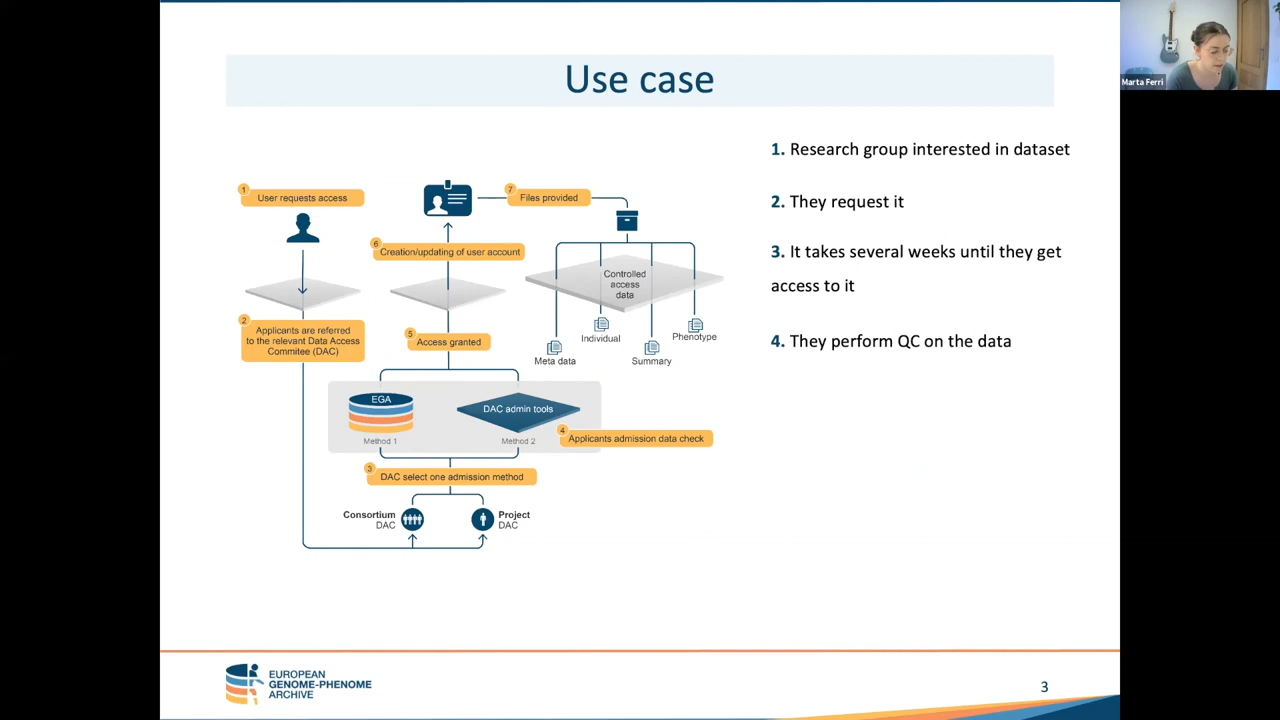 Use case
1. Research group interested in dataset
2. They request it
3. It takes several weeks until they get
access to it
4. They perform QC on the data
1
User requests access
2
Applicants are referred
to the relevant Data Access
Commitee (DAC)
7
Files provided
6
Creation/updating of user account
5
Access granted
Controlled
access
data
Meta data
Individual
Summary
Phenotype
EGA
Method 1
DAC admin tools
Method 2
4
Applicants admission data check
3
DAC select one admission method
Consortium
DAC
Project
DAC
EUROPEAN
GENOME-PHENOME
ARCHIVE
3
Marta Ferri